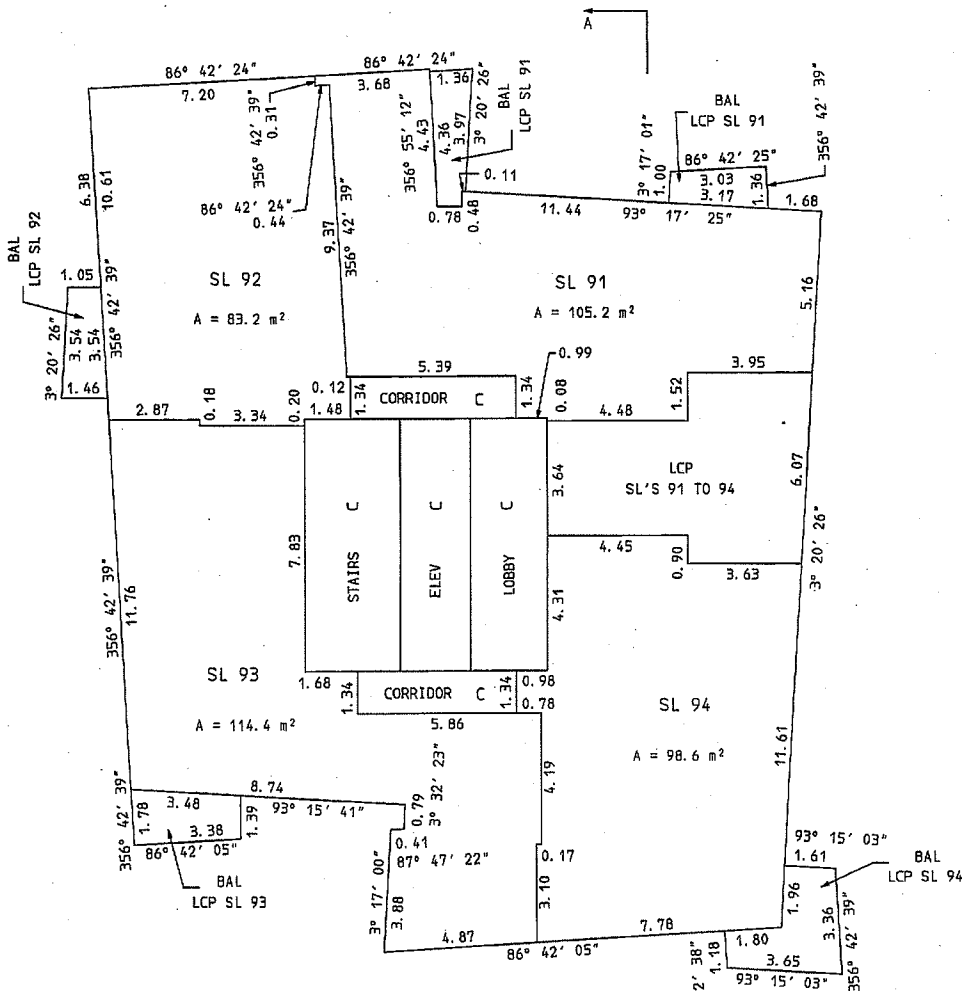 A
86° 42′ 24″
7.20
86° 42′ 24″
3.68
1.36
356° 42′ 39″
0.31
86° 42′ 24″
0.44
356° 55′ 12″
4.43
4.36
3.97
3° 20′ 26″
BAL
LCP SL 91
0.11
0.78
0.48
11.44
93° 17′ 25″
3° 17′ 01″
1.00
BAL
LCP SL 91
86° 42′ 25″
3.03
3.17
1.36
356° 42′ 39″
1.68
6.38
10.61
356° 42′ 39″
9.37
356° 42′ 39″
BAL
LCP SL 92
1.05
3° 20′ 26″
3.54
3.54
1.46
SL 92
A = 83.2 m²
SL 91
A = 105.2 m²
5.16
5.39
0.99
3.95
0.12
1.34
CORRIDOR C
1.34
0.08
1.52
2.87
0.18
3.34
0.20
1.48
4.48
LCP
SL'S 91 TO 94
3.64
6.07
3° 20′ 26″
7.83
STAIRS C
ELEV C
LOBBY C
4.45
0.90
3.63
4.31
356° 42′ 39″
11.76
SL 93
A = 114.4 m²
1.68
1.34
CORRIDOR C
1.34
0.98
0.78
5.86
SL 94
A = 98.6 m²
11.61
4.19
8.74
93° 15′ 41″
3° 32′ 23″
0.79
0.41
87° 47′ 22″
356° 42′ 39″
1.78
3.48
3.38
1.39
86° 42′ 05″
BAL
LCP SL 93
3° 17′ 00″
3.88
4.87
86° 42′ 05″
0.17
3.10
7.78
93° 15′ 03″
1.61
BAL
LCP SL 94
1.96
3.36
356° 42′ 39″
1.80
2′ 38″
1.18
3.65
93° 15′ 03″